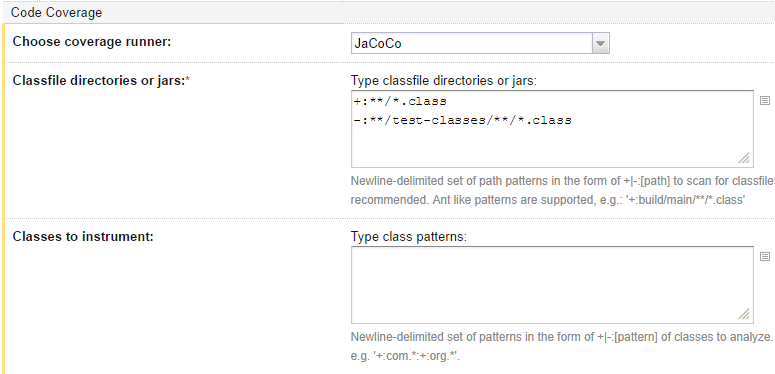 Code Coverage
Choose coverage runner:
JaCoCo
Classfile directories or jars:*
Type classfile directories or jars:
+:**/*.class
-:**/test-classes/**/*.class
Newline-delimited set of path patterns in the form of +|-:[path] to scan for classfiles
recommended. Ant like patterns are supported, e.g.: '+:build/main/**/*.class'
Classes to instrument:
Type class patterns:
Newline-delimited set of patterns in the form of +|-:[pattern] of classes to analyze.
e.g. '+:com.*:+:org.*'.